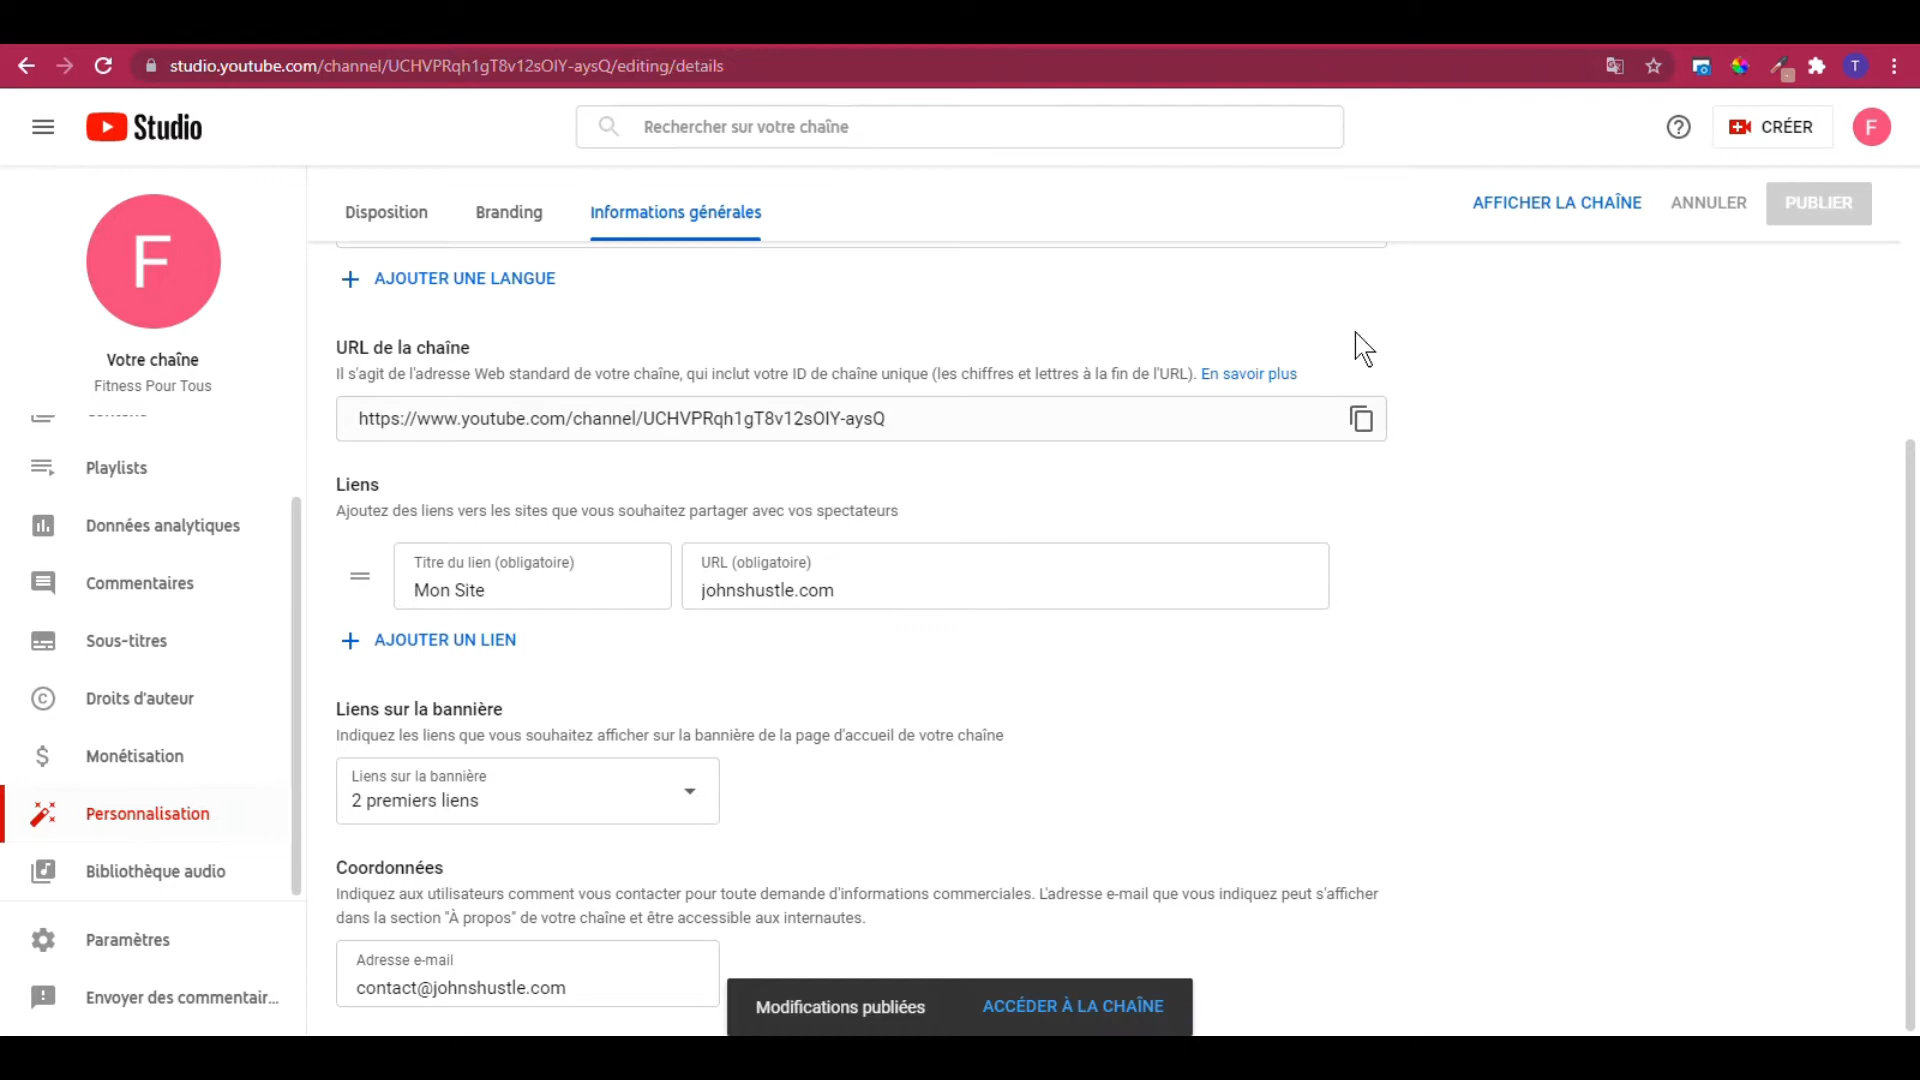 studio.youtube.com/channel/UCHVPRqh1gT8v12sOIY-aysQ/editing/details
T
Studio
Rechercher sur votre chaîne
CRÉER
F
F
Votre chaîne
Fitness Pour Tous
Playlists
Données analytiques
Commentaires
Sous-titres
Droits d'auteur
Monétisation
Personnalisation
Bibliothèque audio
Paramètres
Envoyer des commentair...
Disposition
Branding
Informations générales
AFFICHER LA CHAÎNE
ANNULER
PUBLIER
AJOUTER UNE LANGUE
URL de la chaîne
Il s'agit de l'adresse Web standard de votre chaîne, qui inclut votre ID de chaîne unique (les chiffres et lettres à la fin de l'URL). En savoir plus
https://www.youtube.com/channel/UCHVPRqh1gT8v12sOIY-aysQ
Liens
Ajoutez des liens vers les sites que vous souhaitez partager avec vos spectateurs
Titre du lien (obligatoire)
Mon Site
URL (obligatoire)
johnshustle.com
AJOUTER UN LIEN
Liens sur la bannière
Indiquez les liens que vous souhaitez afficher sur la bannière de la page d'accueil de votre chaîne
Liens sur la bannière
2 premiers liens
Coordonnées
Indiquez aux utilisateurs comment vous contacter pour toute demande d'informations commerciales. L'adresse e-mail que vous indiquez peut s'afficher
dans la section "À propos" de votre chaîne et être accessible aux internautes.
Adresse e-mail
contact@johnshustle.com
Modifications publiées
ACCÉDER À LA CHAÎNE